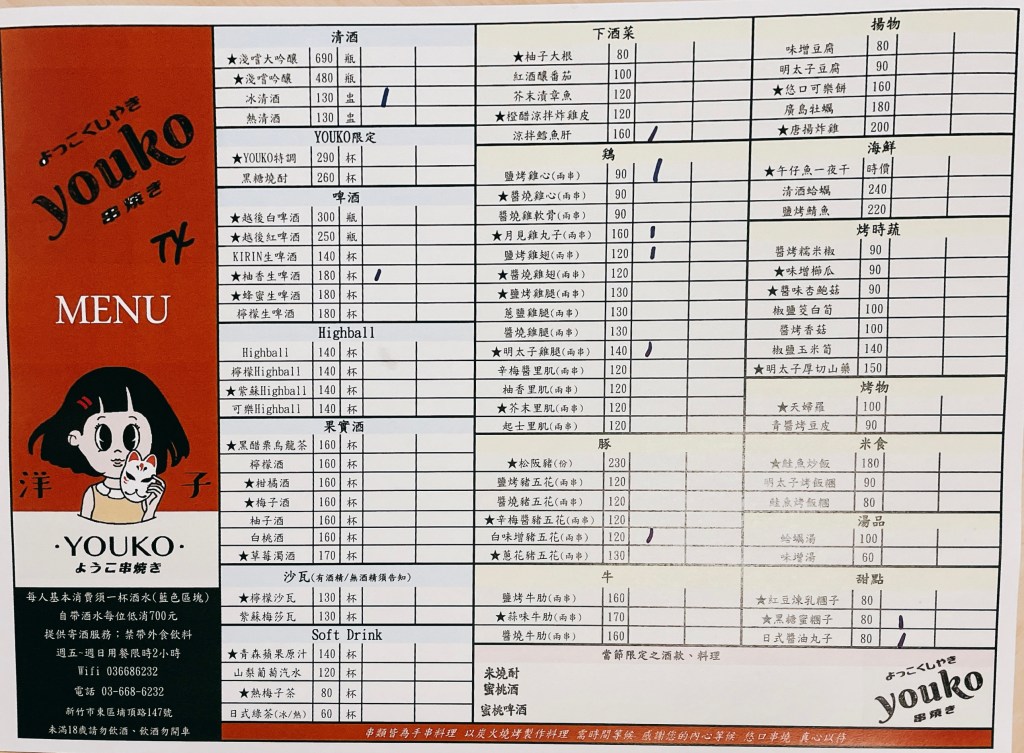 よっこくしやき
youko
串焼き
TX
MENU
洋子
·YOUKO·
ようこ串焼き
每人基本消費須一杯酒水(藍色區塊)
自帶酒水每位低消700元
提供寄酒服務：禁帶外食飲料
週五~週日用餐限時2小時
Wifi 036686232
電話 03-668-6232
新竹市東區埔頂路147號
未滿18歲請勿飲酒、飲酒勿開車
清酒
★淺嚐大吟釀 690 瓶
★淺嚐吟釀 480 瓶
冰清酒 130 盅
熱清酒 130 盅
YOUKO限定
★YOUKO特調 290 杯
黑糖燒酎 260 杯
啤酒
★越後白啤酒 300 瓶
★越後紅啤酒 250 瓶
KIRIN生啤酒 140 杯
★柚香生啤酒 180 杯
★蜂蜜生啤酒 180 杯
檸檬生啤酒 180 杯
Highball
Highball 140 杯
檸檬Highball 140 杯
★紫蘇Highball 140 杯
可樂Highball 140 杯
果實酒
★黑醋栗烏龍茶 160 杯
檸檬酒 160 杯
★柑橘酒 160 杯
★梅子酒 160 杯
柚子酒 160 杯
白桃酒 160 杯
★草莓濁酒 170 杯
沙瓦(有酒精/無酒精須告知)
★檸檬沙瓦 130 杯
紫蘇梅莎瓦 130 杯
Soft Drink
★青森蘋果原汁 140 杯
山梨葡萄汽水 120 杯
★熱梅子茶 80 杯
日式綠茶(冰/熱) 60 杯
下酒菜
★柚子大根 80
紅酒釀番茄 100
芥末漬章魚 120
★橙醋涼拌炸雞皮 120
涼拌鱈魚肝 160
鶏
鹽烤雞心(兩串) 90
★醬燒雞心(兩串) 90
醬燒雞軟骨(兩串) 90
★月見雞丸子(兩串) 160
鹽烤雞翅(兩串) 120
★醬燒雞翅(兩串) 120
★鹽烤雞腿(兩串) 130
蔥鹽雞腿(兩串) 130
醬燒雞腿(兩串) 130
★明太子雞腿(兩串) 140
辛梅醬里肌(兩串) 120
柚香里肌(兩串) 120
★芥末里肌(兩串) 120
起士里肌(兩串) 120
豚
★松阪豬(份) 230
鹽烤豬五花(兩串) 120
醬燒豬五花(兩串) 120
★辛梅醬豬五花(兩串) 120
白味增豬五花(兩串) 120
★蔥花豬五花(兩串) 130
牛
鹽烤牛肋(兩串) 160
★蒜味牛肋(兩串) 170
醬燒牛肋(兩串) 160
揚物
味增豆腐 80
明太子豆腐 90
★悠口可樂餅 160
廣島牡蠣 180
★唐揚炸雞 200
海鮮
★午仔魚一夜干 時價
清酒蛤蠣 240
鹽烤鯖魚 220
烤時蔬
醬烤糯米椒 90
★味增櫛瓜 90
★醬味杏鮑菇 90
椒鹽筊白筍 100
醬烤香菇 100
椒鹽玉米筍 140
★明太子厚切山藥 150
烤物
★天婦羅 100
青醬烤豆皮 90
米食
★鮭魚炒飯 180
明太子烤飯糰 90
鮭魚烤飯糰 80
湯品
蛤蠣湯 100
味增湯 60
甜點
★紅豆煉乳糰子 80
★黑糖蜜糰子 80
日式醬油丸子 80
當節限定之酒款、料理
米燒酎
蜜桃酒
蜜桃啤酒
よっこくしやき
youko
串焼き
串類皆為手串料理 以炭火燒烤製作料理 需時間等候 感謝您的內心等候 悠口串燒 真心以待